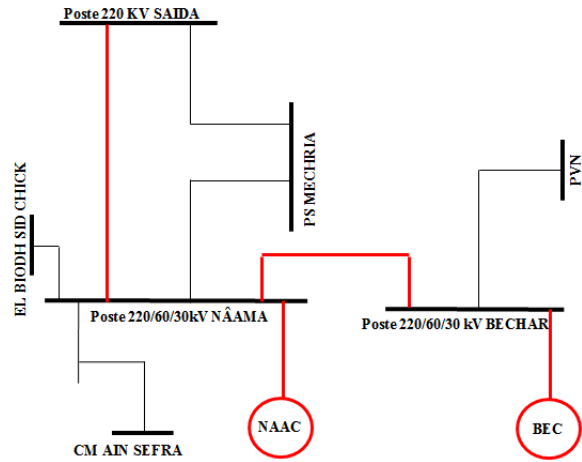 Poste 220 KV SAIDA
PS MECHRIA
PVN
EL BIODH SID CHICK
Poste 220/60/30kV NÂAMA
Poste 220/60/30 kV BECHAR
NAAC
BEC
CM AIN SEFRA